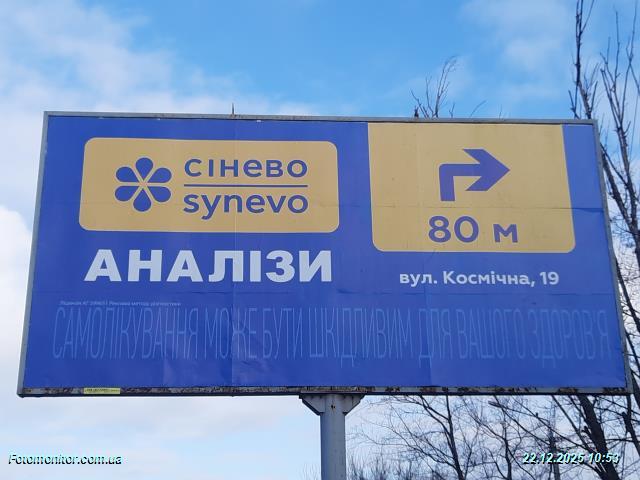 сінево
synevo
80 м
АНАЛІЗИ
вул. Космічна, 19
САМОЛІКУВАННЯ МОЖЕ БУТИ ШКІДЛИВИМ ДЛЯ ВАШОГО ЗДОРОВ'Я
Fotomonitor.com.ua
22.12.2025 10:53